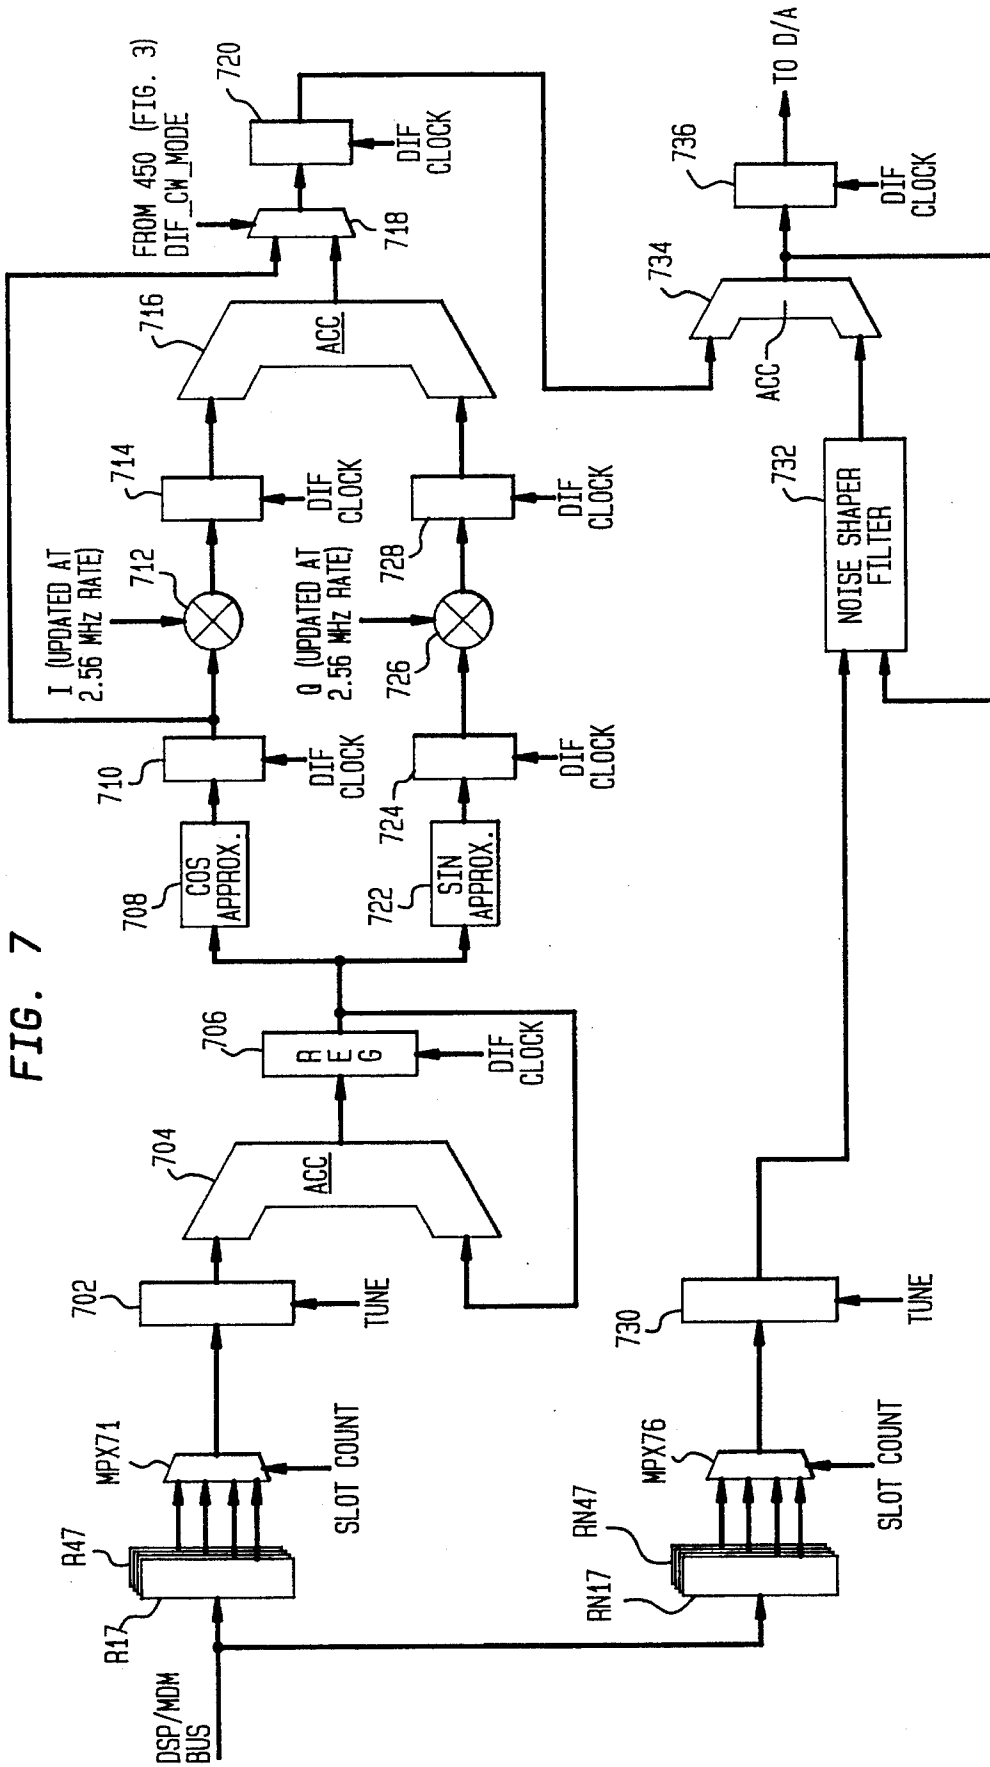 FIG. 7
DSP/MDM
BUS
R17
R47
MPX71
SLOT COUNT
702
TUNE
704
ACC
706
REG
DIF
CLOCK
708
COS
APPROX.
710
DIF
CLOCK
I (UPDATED AT
2.56 MHz RATE)
712
714
DIF
CLOCK
716
ACC
FROM 450 (FIG. 3)
DIF_CW_MODE
718
720
DIF
CLOCK
722
SIN
APPROX.
724
DIF
CLOCK
Q (UPDATED AT
2.56 MHz RATE)
726
728
DIF
CLOCK
RN17
RN47
MPX76
SLOT COUNT
730
TUNE
732
NOISE SHAPER
FILTER
734
ACC
736
DIF
CLOCK
TO D/A